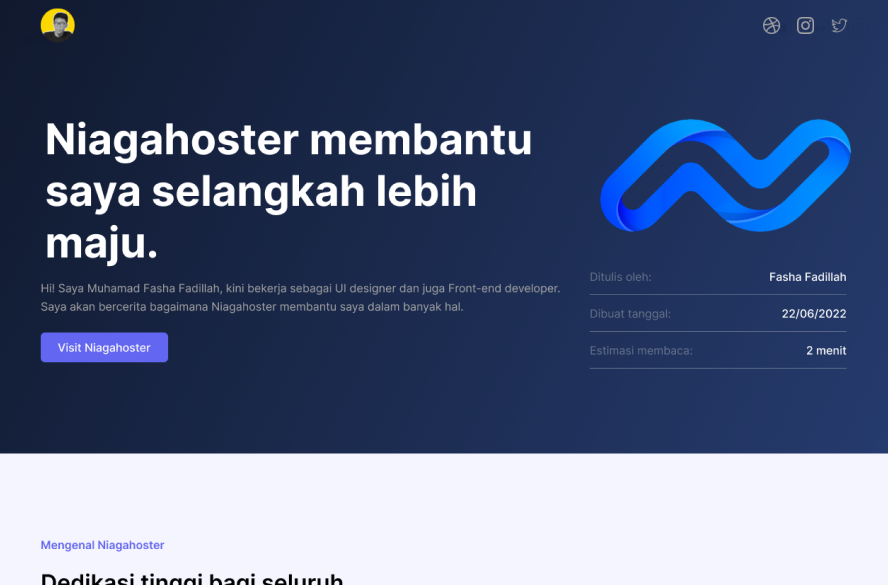 Niagahoster membantu
saya selangkah lebih
maju.
Hi! Saya Muhamad Fasha Fadillah, kini bekerja sebagai UI designer dan juga Front-end developer.
Saya akan bercerita bagaimana Niagahoster membantu saya dalam banyak hal.
Visit Niagahoster
Ditulis oleh: Fasha Fadillah
Dibuat tanggal: 22/06/2022
Estimasi membaca: 2 menit
Mengenal Niagahoster
Dedikasi tinggi bagi seluruh